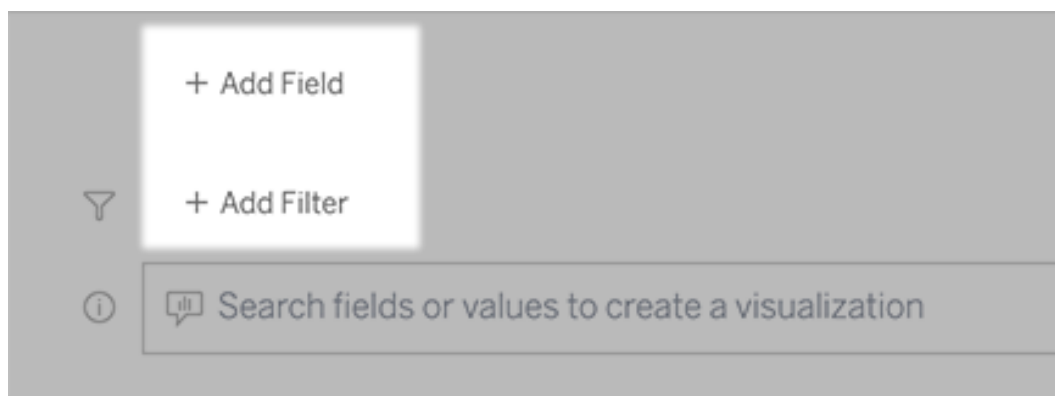 + Add Field
+ Add Filter
Search fields or values to create a visualization